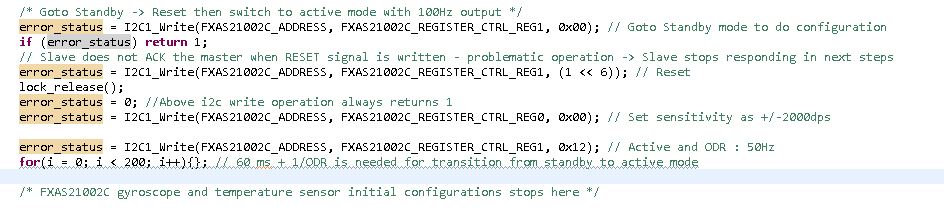 /* Goto Standby -> Reset then switch to active mode with 100Hz output */
error_status = I2C1_Write(FXAS21002C_ADDRESS, FXAS21002C_REGISTER_CTRL_REG1, 0x00); // Goto Standby mode to do configuration
if (error_status) return 1;
// Slave does not ACK the master when RESET signal is written - problematic operation -> Slave stops responding in next steps
error_status = I2C1_Write(FXAS21002C_ADDRESS, FXAS21002C_REGISTER_CTRL_REG1, (1 << 6)); // Reset
lock_release();
error_status = 0; //Above i2c write operation always returns 1
error_status = I2C1_Write(FXAS21002C_ADDRESS, FXAS21002C_REGISTER_CTRL_REG0, 0x00); // Set sensitivity as +/-2000dps
error_status = I2C1_Write(FXAS21002C_ADDRESS, FXAS21002C_REGISTER_CTRL_REG1, 0x12); // Active and ODR : 50Hz
for(i = 0; i < 200; i++){}; // 60 ms + 1/ODR is needed for transition from standby to active mode
/* FXAS21002C gyroscope and temperature sensor initial configurations stops here */